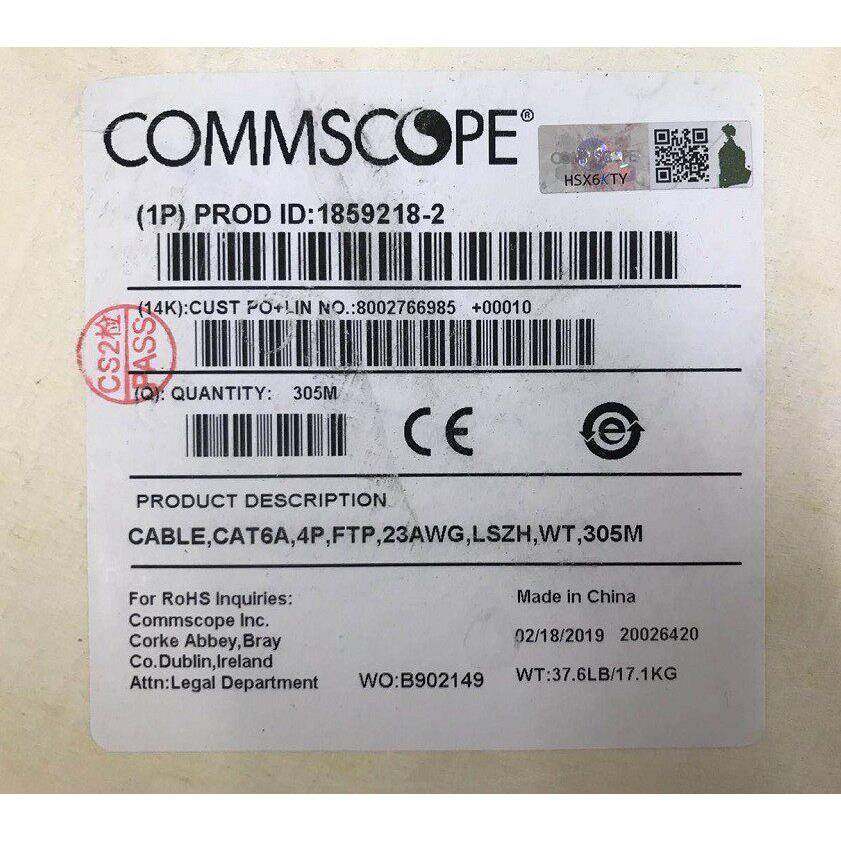 COMMSCOPE®
COMMSCOPE
HSX6KTY
(1P) PROD ID:1859218-2
(14K):CUST PO+LIN NO.:8002766985 +00010
CS2检
PASS
(Q): QUANTITY: 305M
CE
e
PRODUCT DESCRIPTION
CABLE,CAT6A,4P,FTP,23AWG,LSZH,WT,305M
For RoHS Inquiries:
Commscope Inc.
Corke Abbey,Bray
Co.Dublin,Ireland
Attn:Legal Department
WO:B902149
Made in China
02/18/2019 20026420
WT:37.6LB/17.1KG